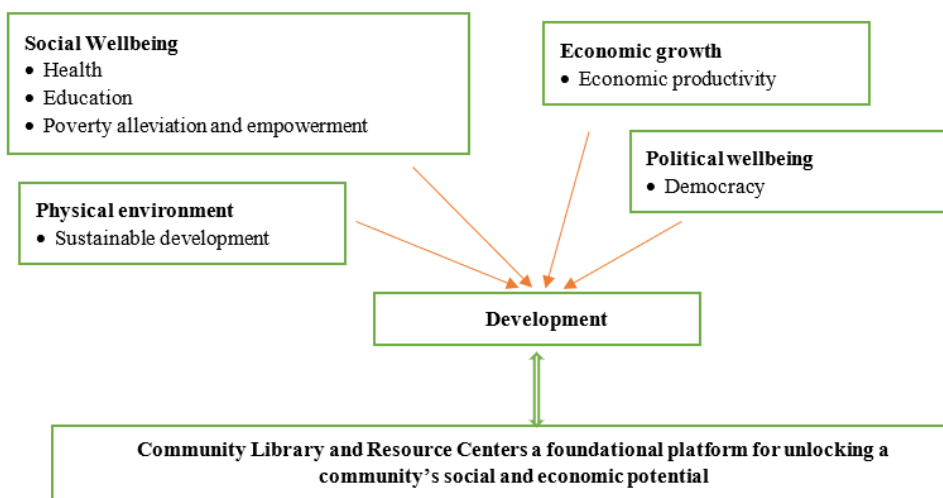 Social Wellbeing
• Health
• Education
• Poverty alleviation and empowerment
Economic growth
• Economic productivity
Political wellbeing
• Democracy
Physical environment
• Sustainable development
Development
Community Library and Resource Centers a foundational platform for unlocking a
community’s social and economic potential